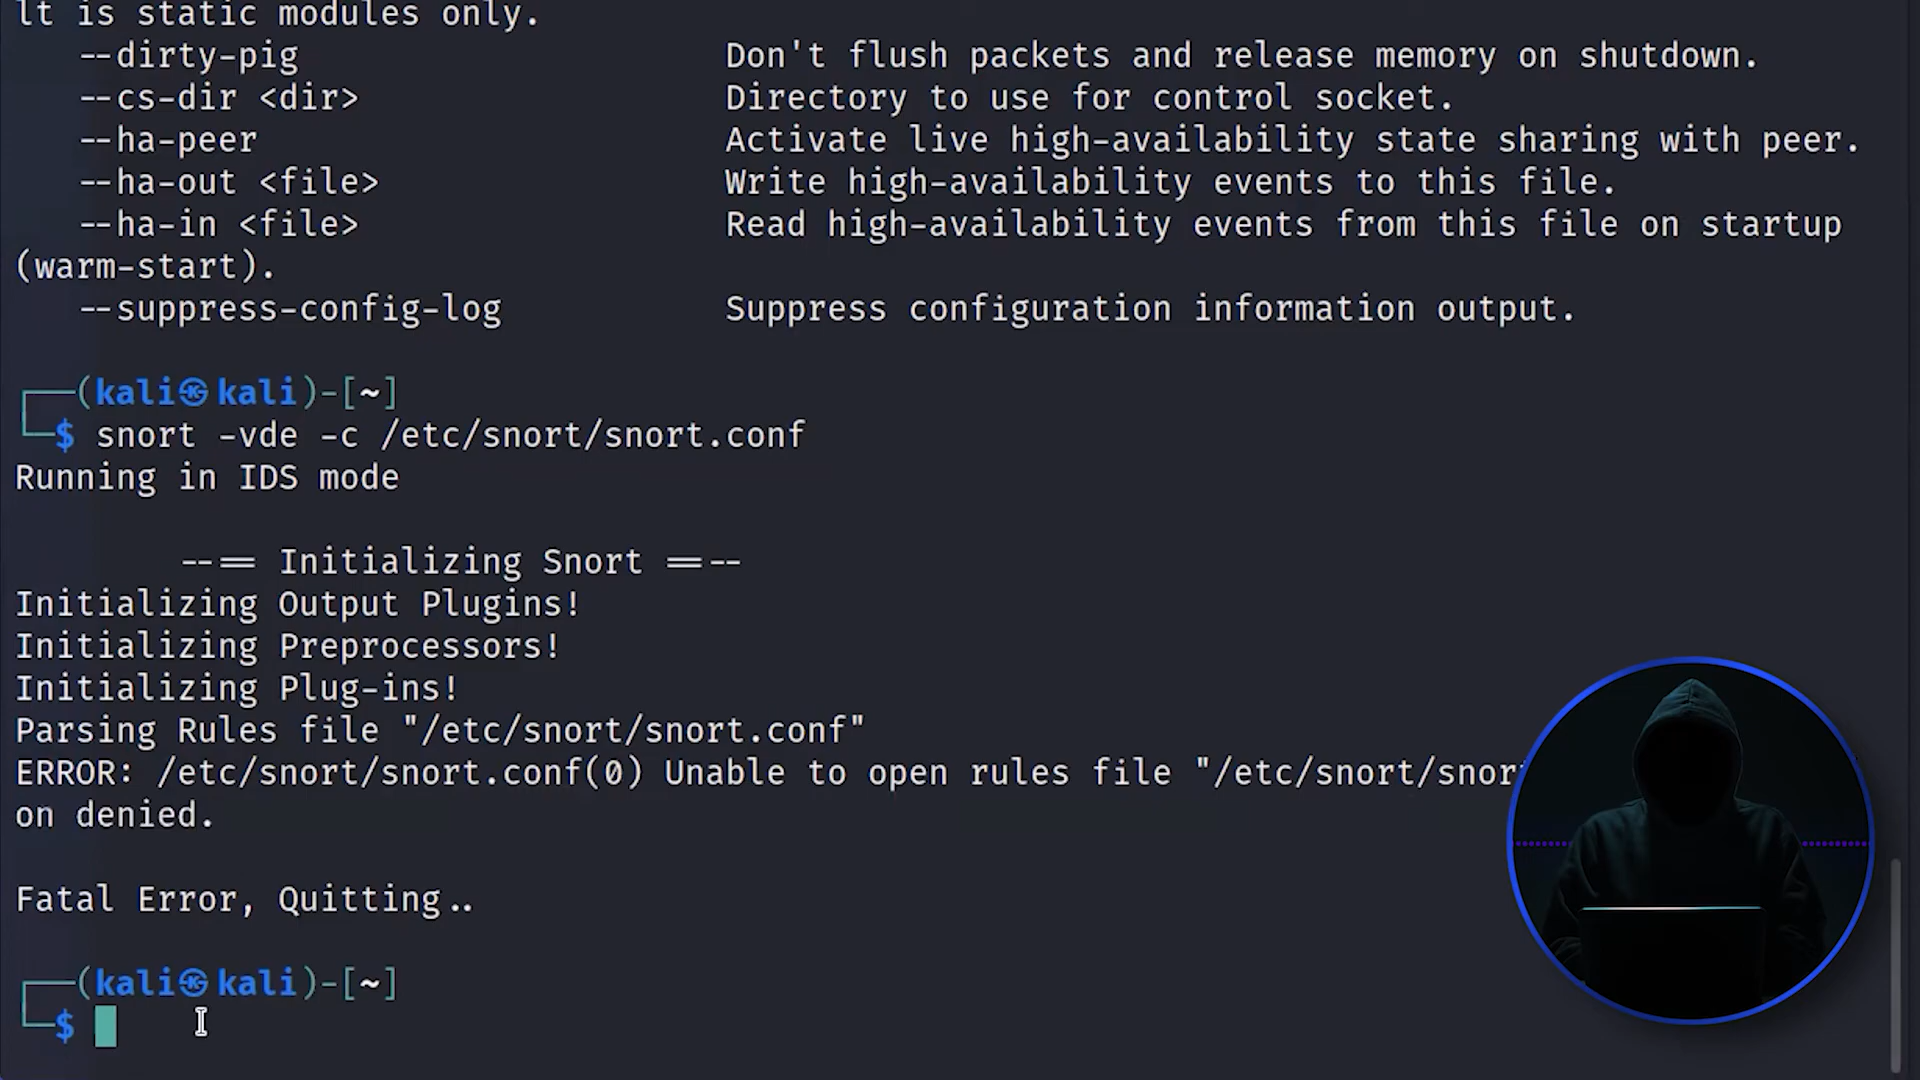 lt is static modules only.
--dirty-pig Don't flush packets and release memory on shutdown.
--cs-dir <dir> Directory to use for control socket.
--ha-peer Activate live high-availability state sharing with peer.
--ha-out <file> Write high-availability events to this file.
--ha-in <file> Read high-availability events from this file on startup
(warm-start).
--suppress-config-log Suppress configuration information output.
┌──(kali㉿kali)-[~]
└─$ snort -vde -c /etc/snort/snort.conf
Running in IDS mode
--== Initializing Snort ==--
Initializing Output Plugins!
Initializing Preprocessors!
Initializing Plug-ins!
Parsing Rules file "/etc/snort/snort.conf"
ERROR: /etc/snort/snort.conf(0) Unable to open rules file "/etc/snort/snor
on denied.
Fatal Error, Quitting..
┌──(kali㉿kali)-[~]
└─$